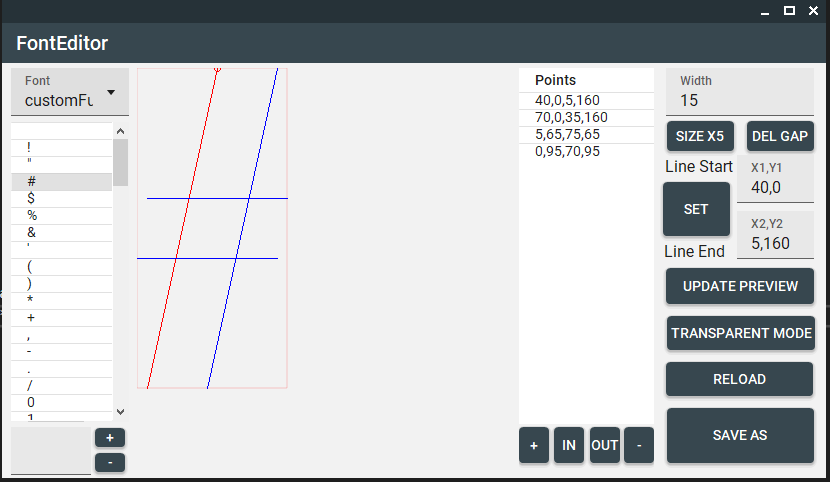 FontEditor
Font
customFu
!
"
#
$
%
&
'
(
)
*
+
,
-
.
/
0
1
+
-
Points
40,0,5,160
70,0,35,160
5,65,75,65
0,95,70,95
+ IN OUT -
Width
15
SIZE X5 DEL GAP
Line Start
X1,Y1
40,0
SET
X2,Y2
5,160
Line End
UPDATE PREVIEW
TRANSPARENT MODE
RELOAD
SAVE AS